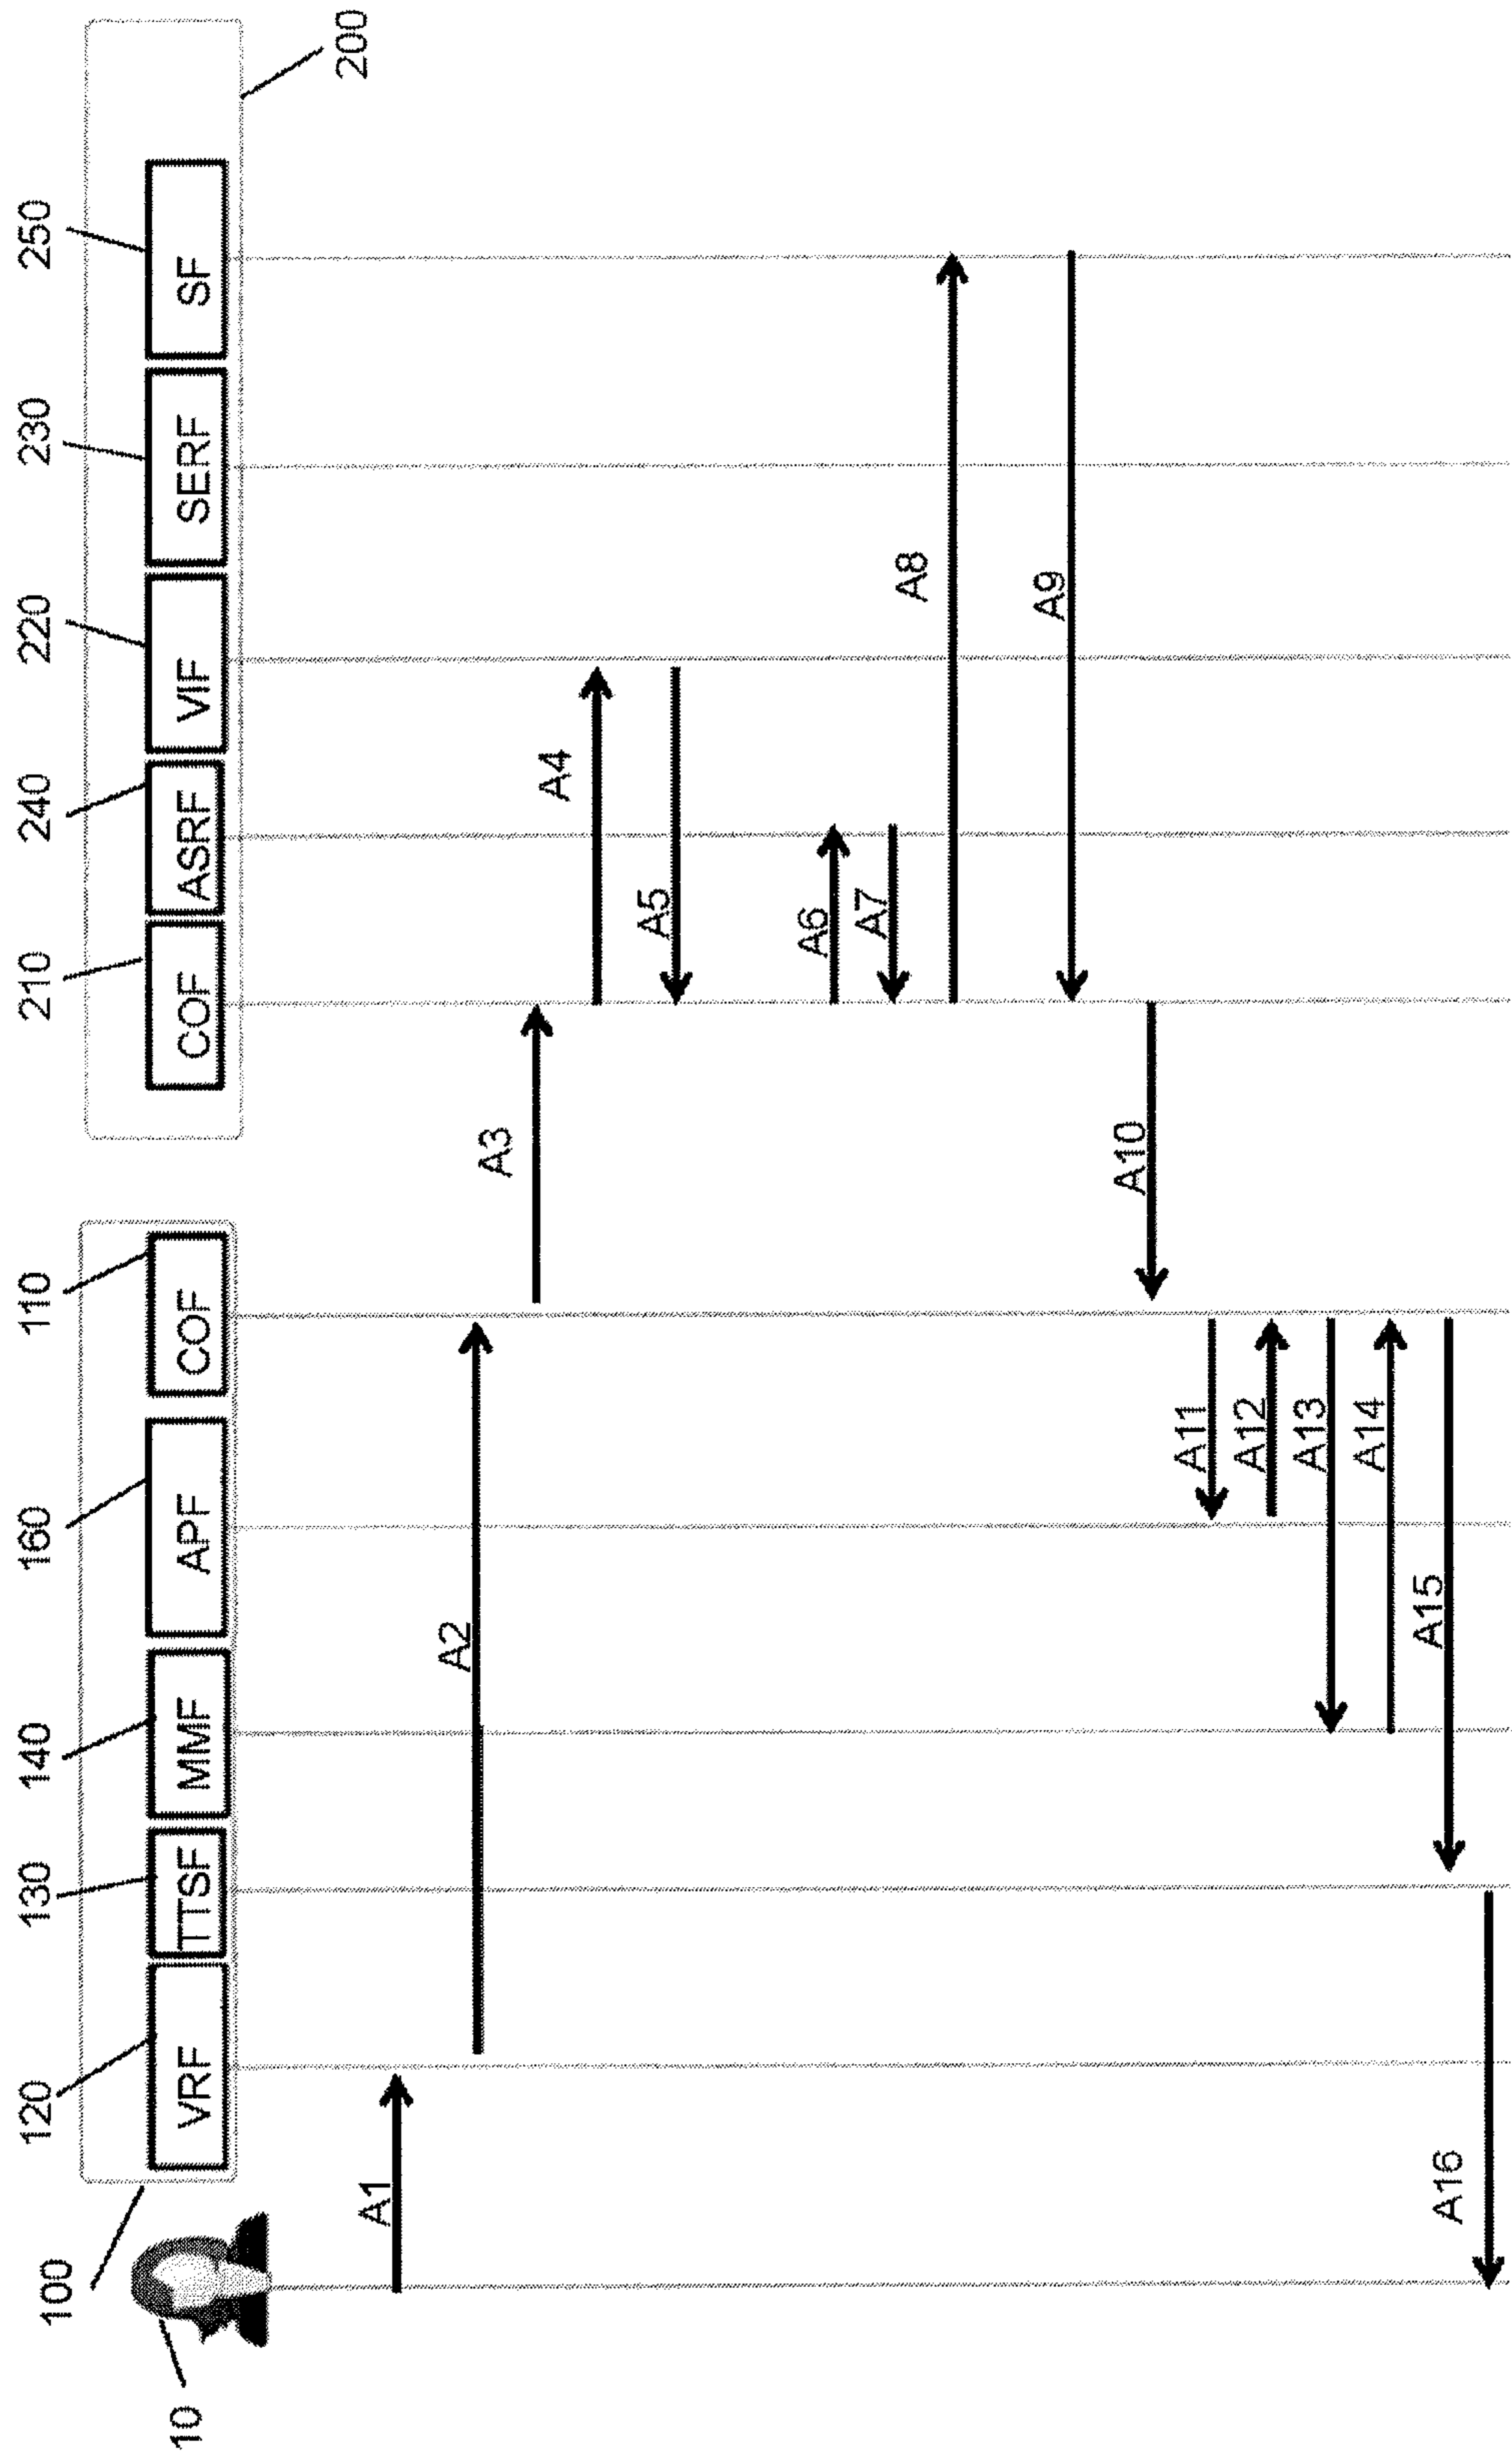 10
100
120
130
140
160
110
210
240
220
230
250
VRF
TTSF
MMF
APF
COF
COF
ASRF
VIF
SERF
SF
200
A1
A2
A3
A4
A5
A6
A7
A8
A9
A10
A11
A12
A13
A14
A15
A16